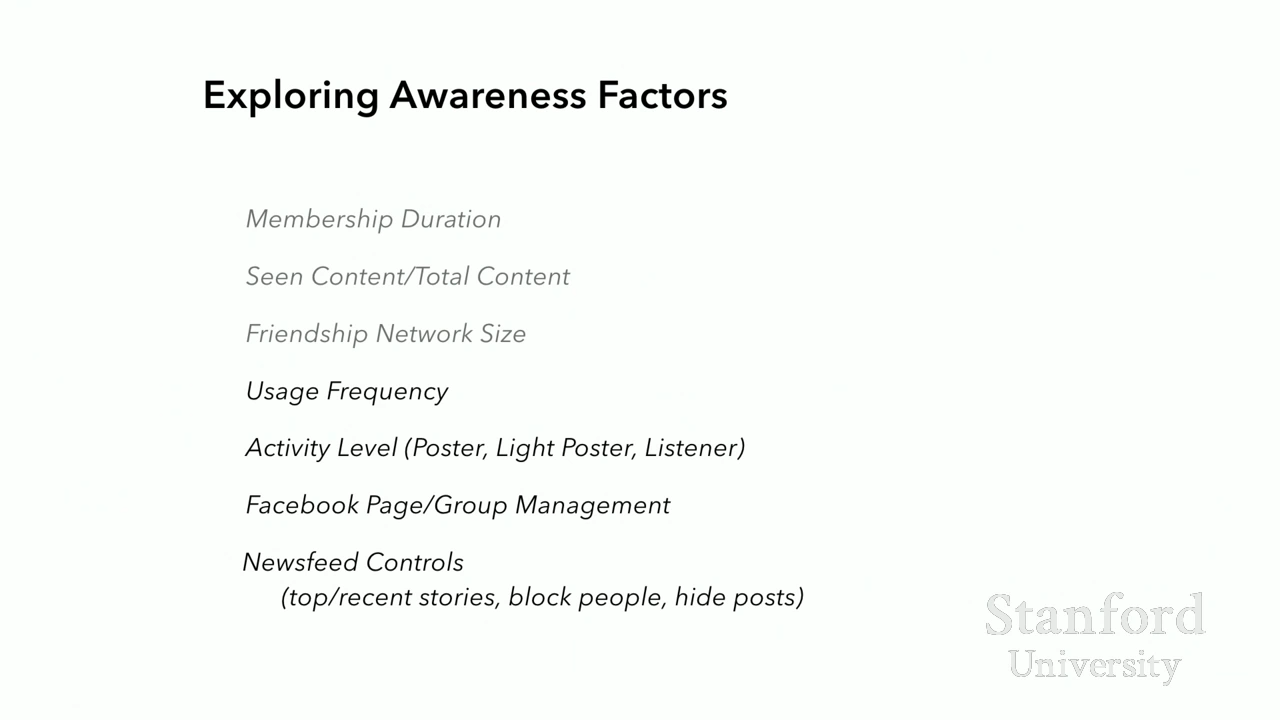 Exploring Awareness Factors
Membership Duration
Seen Content/Total Content
Friendship Network Size
Usage Frequency
Activity Level (Poster, Light Poster, Listener)
Facebook Page/Group Management
Newsfeed Controls
(top/recent stories, block people, hide posts)
Stanford
University